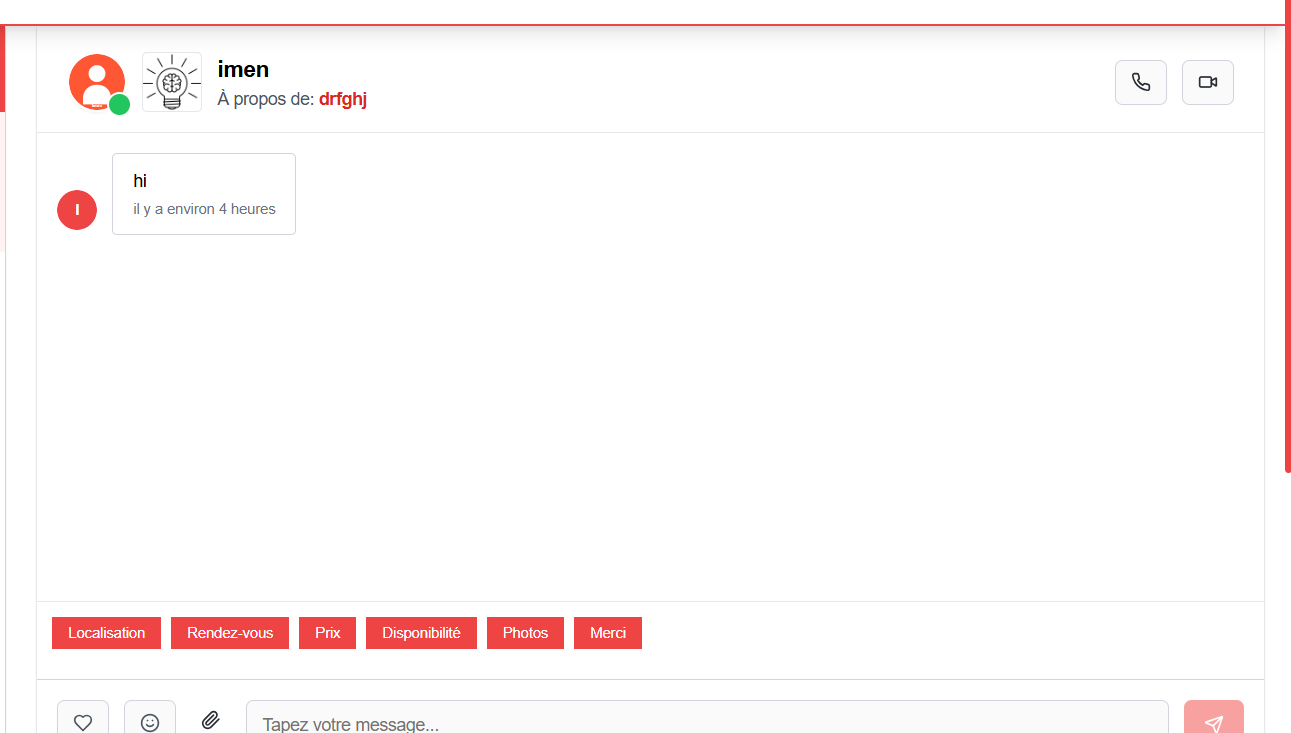 imen
À propos de: drfghj
hi
il y a environ 4 heures
I
Localisation
Rendez-vous
Prix
Disponibilité
Photos
Merci
Tapez votre message...